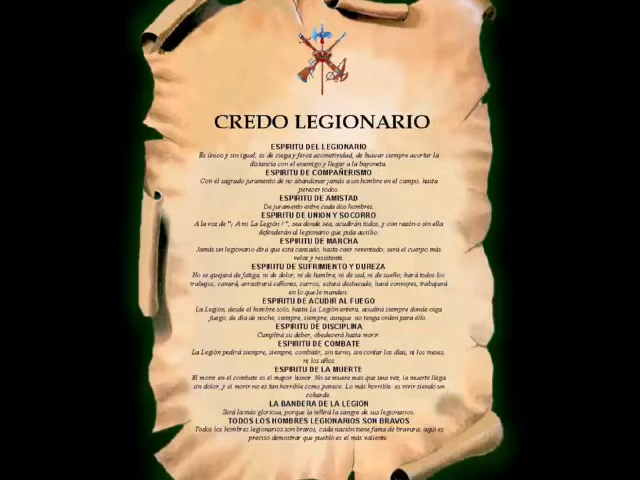 CREDO LEGIONARIO
ESPIRITU DEL LEGIONARIO
Es único y sin igual; es de ciega y feroz acometividad, de buscar siempre acortar la
distancia con el enemigo y llegar a la bayoneta.
ESPIRITU DE COMPAÑERISMO
Con el sagrado juramento de no abandonar jamás a un hombre en el campo, hasta
perecer todos.
ESPIRITU DE AMISTAD
De juramento entre cada dos hombres.
ESPIRITU DE UNION Y SOCORRO
A la voz de "¡ A mi La Legión ! ", sea donde sea, acudirán todos, y con razón o sin ella
defenderán al legionario que pida auxilio.
ESPIRITU DE MARCHA
Jamás un legionario dirá que está cansado, hasta caer reventado; será el cuerpo más
veloz y resistente.
ESPIRITU DE SUFRIMIENTO Y DUREZA
No se quejará de fatiga, ni de dolor, ni de hambre, ni de sed, ni de sueño; hará todos los
trabajos, cavará, arrastrará cañones, carros, estará destacado, hará convoyes, trabajará
en lo que le manden.
ESPIRITU DE ACUDIR AL FUEGO
La Legión, desde el hombre solo, hasta La Legión entera, acudirá siempre donde oiga
fuego, de día de noche, siempre, siempre, aunque no tenga orden para ello.
ESPIRITU DE DISCIPLINA
Cumplirá su deber, obedecerá hasta morir.
ESPIRITU DE COMBATE
La Legión pedirá siempre, siempre, combatir, sin turno, sin contar los días, ni los meses,
ni los años
ESPIRITU DE LA MUERTE
El morir en el combate es el mayor honor. No se muere más que una vez, la muerte llega
sin dolor, y el morir no es tan horrible como parece. Lo más horrible es vivir siendo un
cobarde.
LA BANDERA DE LA LEGION
Será la más gloriosa, porque la teñirá la sangre de sus legionarios.
TODOS LOS HOMBRES LEGIONARIOS SON BRAVOS
Todos los hombres legionarios son bravos, cada nación tiene fama de bravura; aquí es
preciso demostrar que pueblo es el más valiente.